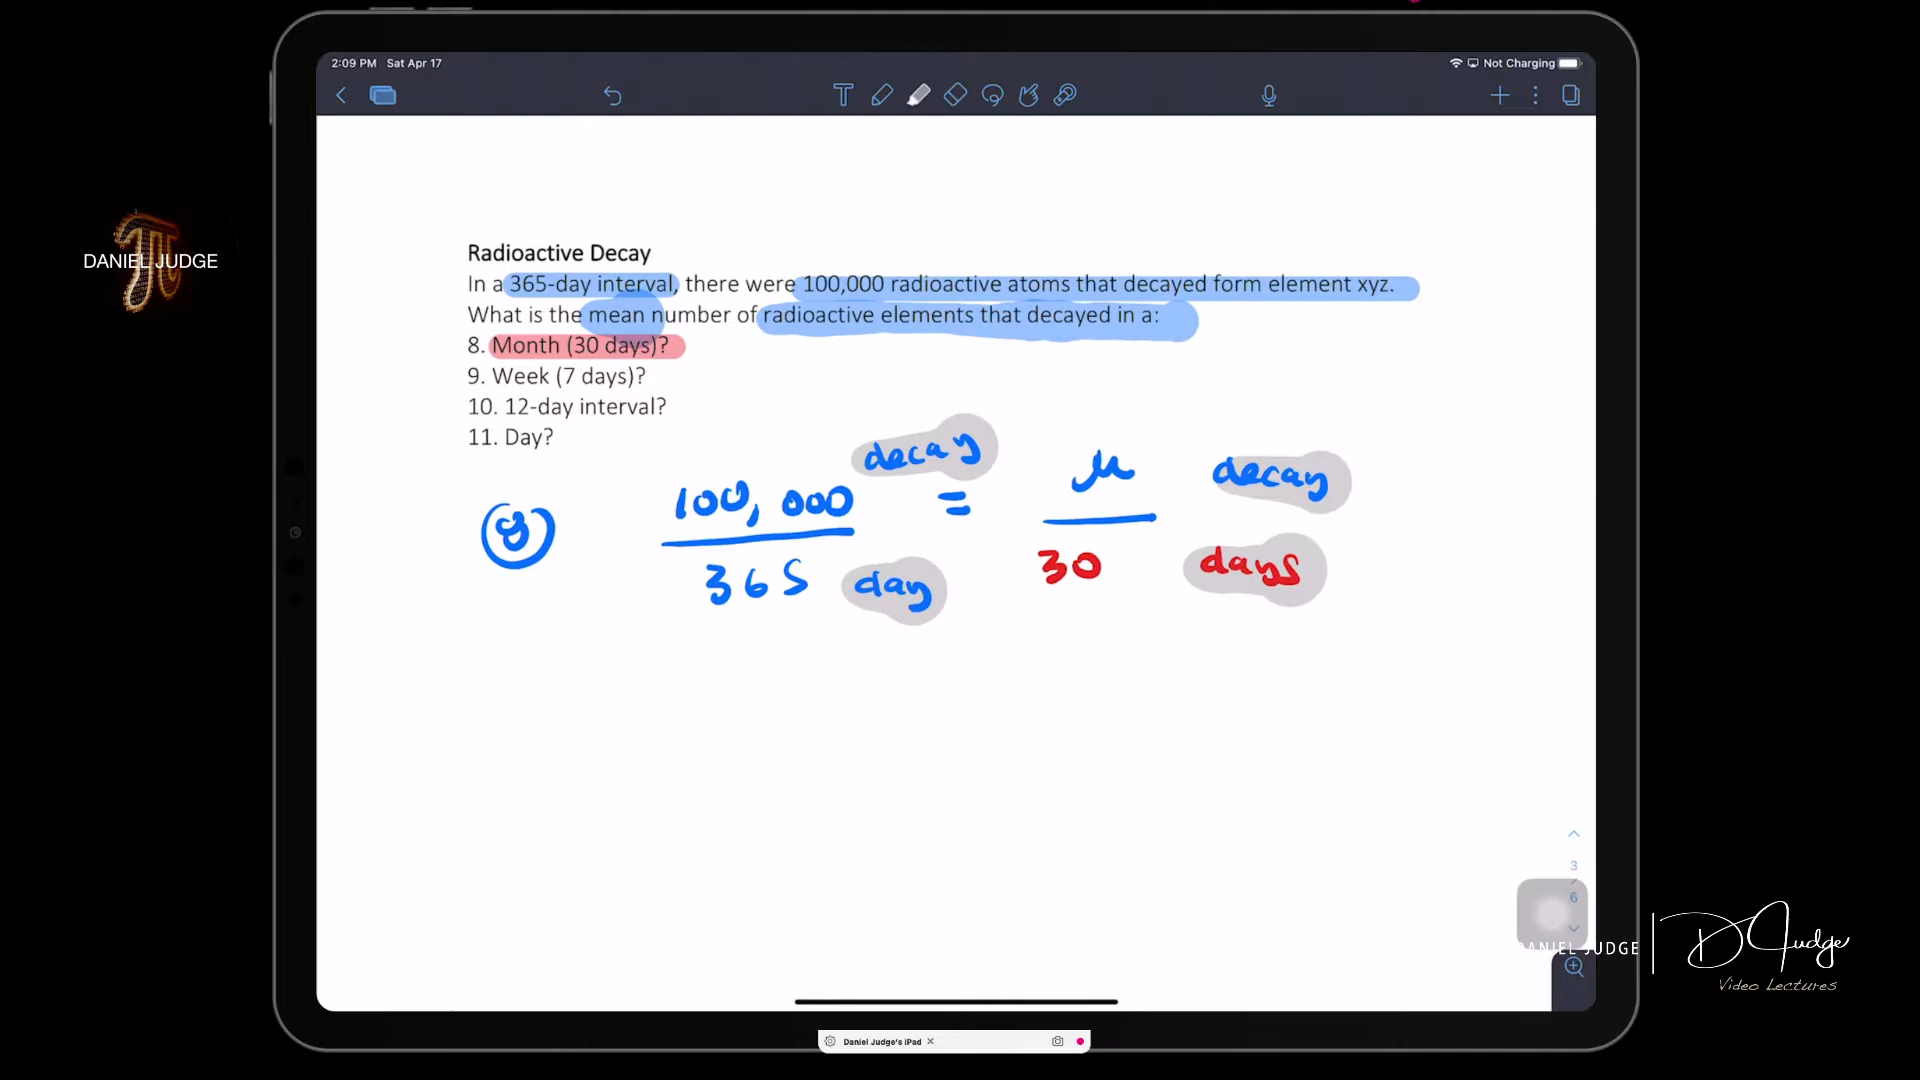 2:09 PM Sat Apr 17
Not Charging
DANIEL JUDGE
Radioactive Decay
In a 365-day interval, there were 100,000 radioactive atoms that decayed form element xyz.
What is the mean number of radioactive elements that decayed in a:
8. Month (30 days)?
9. Week (7 days)?
10. 12-day interval?
11. Day?
8 100,000 decay = μ decay
365 day 30 days
3
6
DANIEL JUDGE
DJudge
Video Lectures
Daniel Judge's iPad